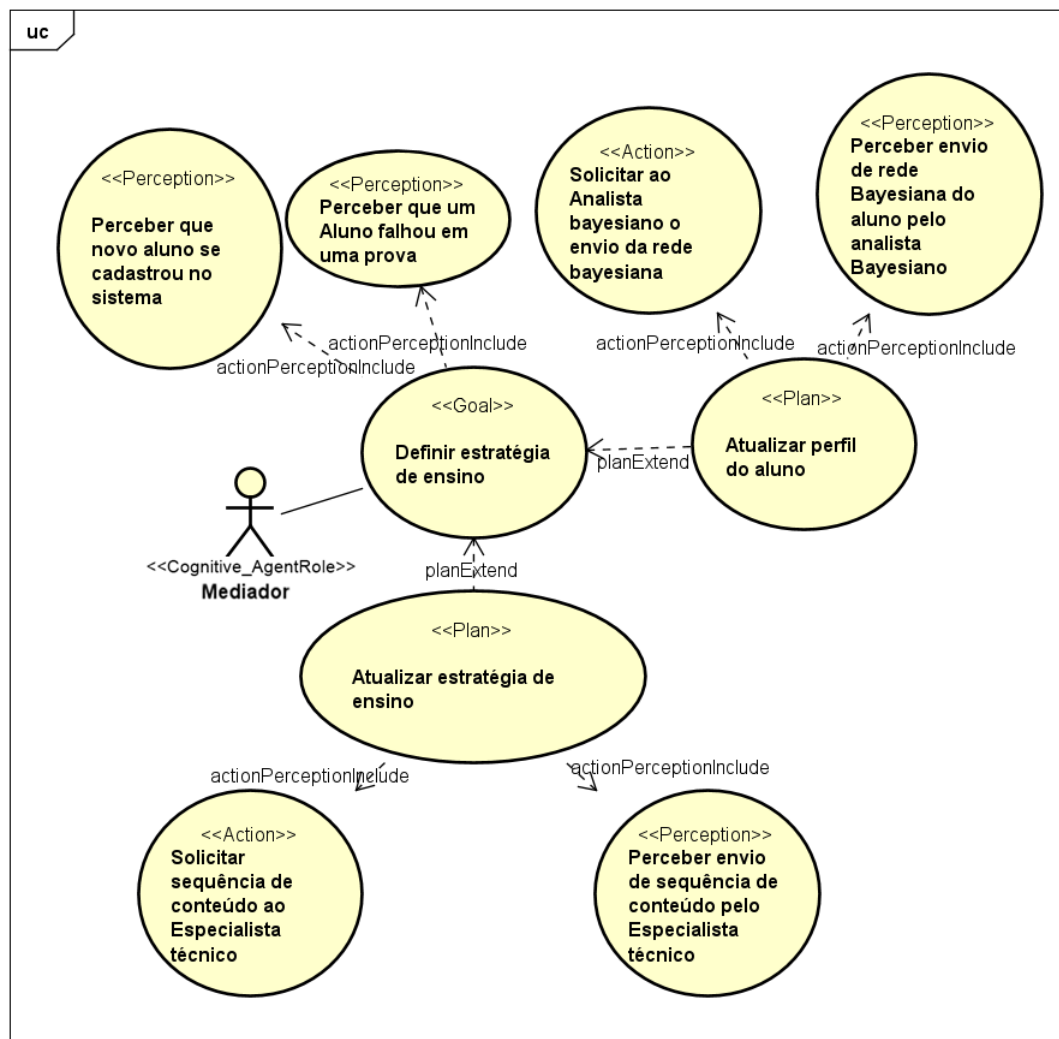 uc
<<Perception>>
Perceber que
novo aluno se
cadastrou no
sistema
<<Perception>>
Perceber que um
Aluno falhou em
uma prova
<<Action>>
Solicitar ao
Analista
bayesiano o
envio da rede
bayesiana
<<Perception>>
Perceber envio
de rede
Bayesiana do
aluno pelo
analista
Bayesiano
actionPerceptionInclude
actionPerceptionInclude
actionPerceptionInclude
actionPerceptionInclude
<<Goal>>
Definir estratégia
de ensino
planExtend
<<Plan>>
Atualizar perfil
do aluno
<<Cognitive_AgentRole>>
Mediador
planExtend
<<Plan>>
Atualizar estratégia de
ensino
actionPerceptionInclude
actionPerceptionInclude
<<Action>>
Solicitar
sequência de
conteúdo ao
Especialista
técnico
<<Perception>>
Perceber envio
de sequência de
conteúdo pelo
Especialista
técnico